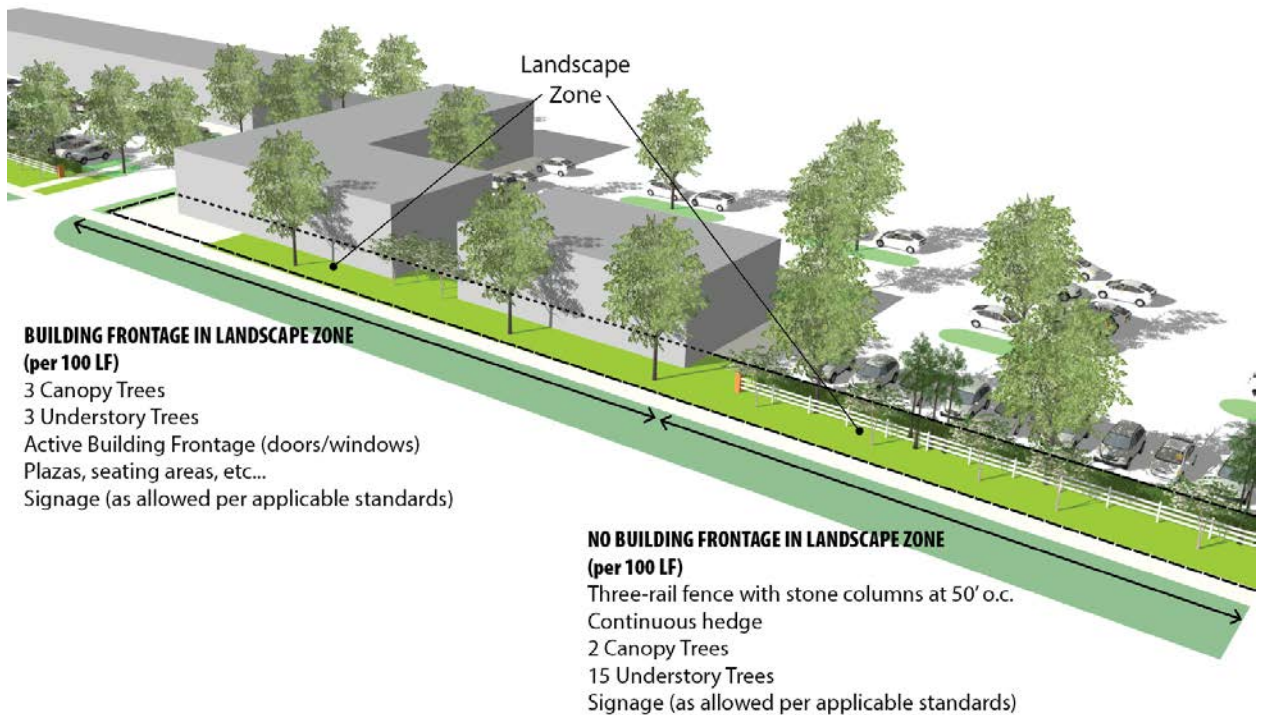 Landscape
Zone
BUILDING FRONTAGE IN LANDSCAPE ZONE
(per 100 LF)
3 Canopy Trees
3 Understory Trees
Active Building Frontage (doors/windows)
Plazas, seating areas, etc...
Signage (as allowed per applicable standards)
NO BUILDING FRONTAGE IN LANDSCAPE ZONE
(per 100 LF)
Three-rail fence with stone columns at 50’ o.c.
Continuous hedge
2 Canopy Trees
15 Understory Trees
Signage (as allowed per applicable standards)